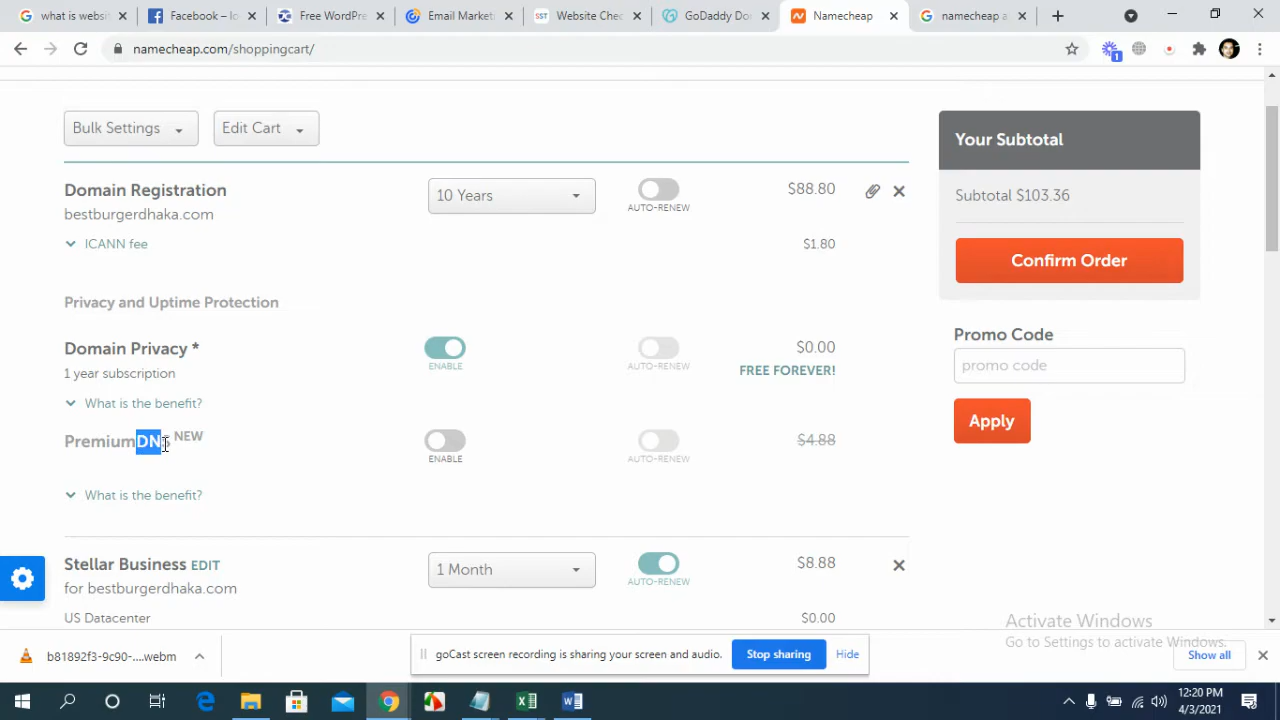 what is webs
Facebook – Io
Free WordPr
Email Market
Website Chec
GoDaddy Do
Namecheap
namecheap a
namecheap.com/shoppingcart/
1
Bulk Settings
Edit Cart
Your Subtotal
Domain Registration
10 Years
AUTO-RENEW
$88.80
bestburgerdhaka.com
ICANN fee
$1.80
Subtotal $103.36
Confirm Order
Privacy and Uptime Protection
Promo Code
promo code
Apply
Domain Privacy *
ENABLE
AUTO-RENEW
$0.00
1 year subscription
FREE FOREVER!
What is the benefit?
PremiumDNS NEW
ENABLE
AUTO-RENEW
$4.88
What is the benefit?
Stellar Business EDIT
1 Month
AUTO-RENEW
$8.88
for bestburgerdhaka.com
US Datacenter
$0.00
Activate Windows
Go to Settings to activate Windows.
b81892f3-9c90-....webm
goCast screen recording is sharing your screen and audio.
Stop sharing
Hide
Show all
12:20 PM
4/3/2021